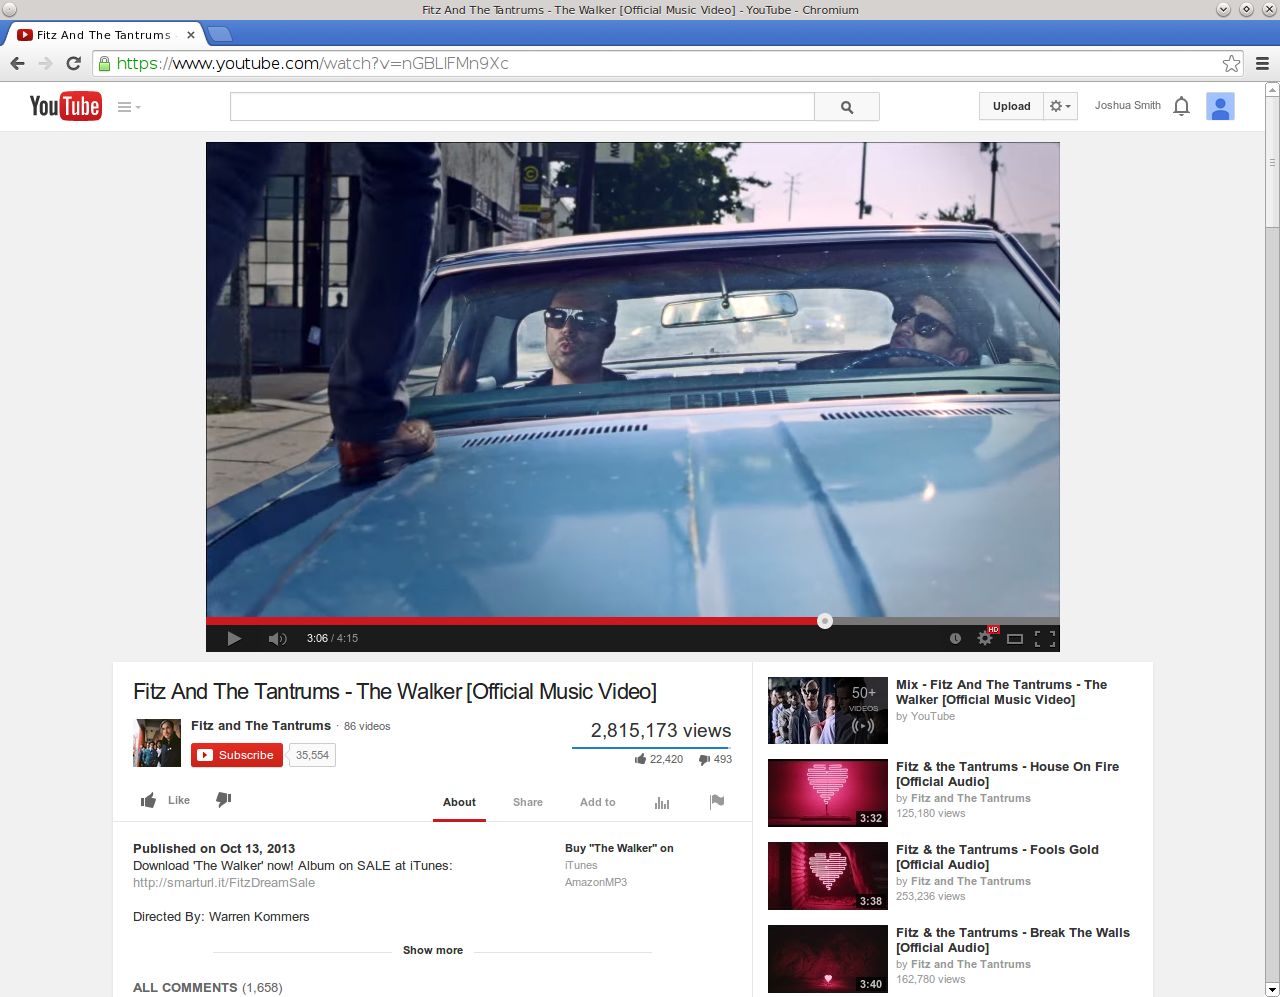 Fitz And The Tantrums - The Walker [Official Music Video] - YouTube - Chromium
Fitz And The Tantrums
https://www.youtube.com/watch?v=nGBLIFMn9Xc
YouTube
Upload
Joshua Smith
3:06 / 4:15
HD
Fitz And The Tantrums - The Walker [Official Music Video]
Fitz and The Tantrums · 86 videos
Subscribe
35,554
2,815,173 views
22,420
493
Like
About
Share
Add to
Published on Oct 13, 2013
Download 'The Walker' now! Album on SALE at iTunes:
http://smarturl.it/FitzDreamSale
Directed By: Warren Kommers
Buy "The Walker" on
iTunes
AmazonMP3
Show more
ALL COMMENTS (1,658)
50+
VIDEOS
Mix - Fitz And The Tantrums - The
Walker [Official Music Video]
by YouTube
3:32
Fitz & the Tantrums - House On Fire
[Official Audio]
by Fitz and The Tantrums
125,180 views
3:38
Fitz & the Tantrums - Fools Gold
[Official Audio]
by Fitz and The Tantrums
253,236 views
3:40
Fitz & the Tantrums - Break The Walls
[Official Audio]
by Fitz and The Tantrums
162,780 views